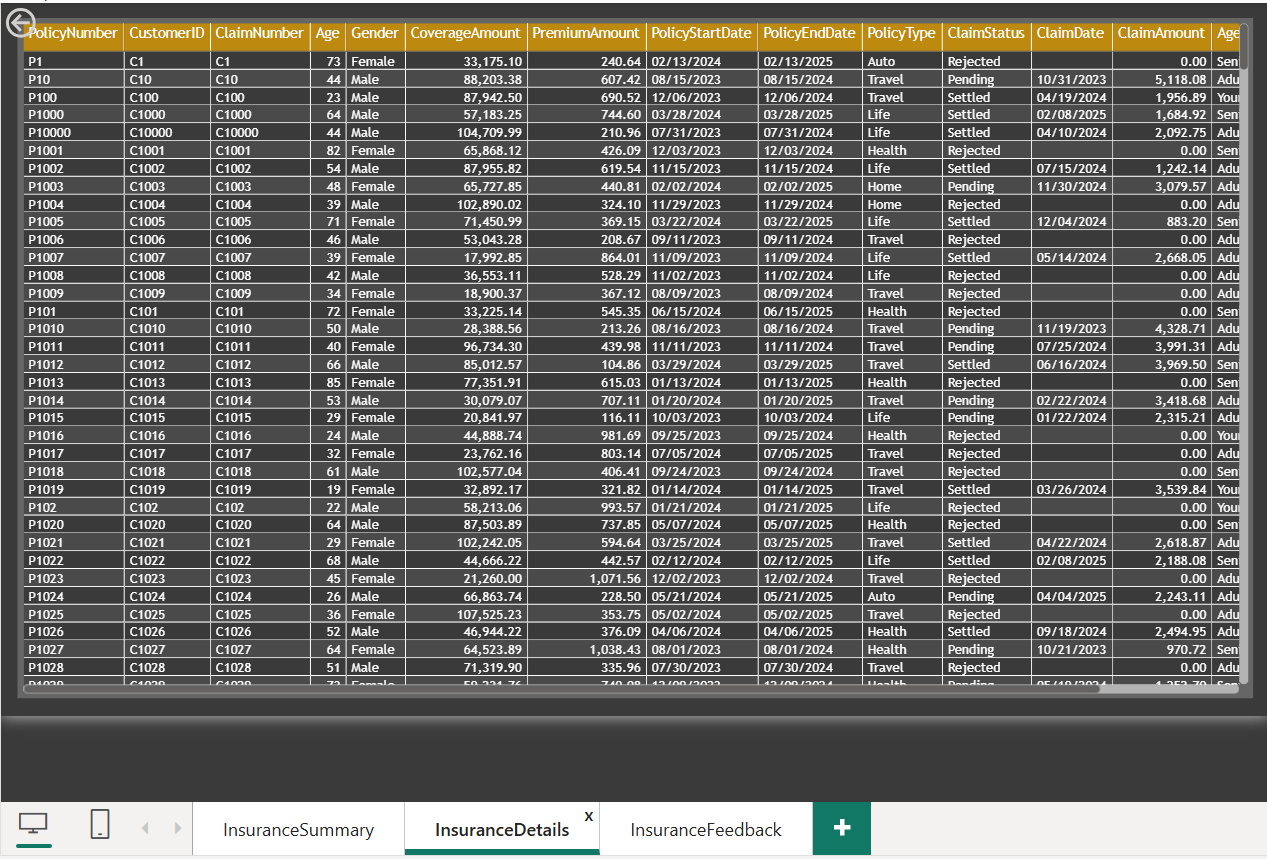 PolicyNumber CustomerID ClaimNumber Age Gender CoverageAmount PremiumAmount PolicyStartDate PolicyEndDate PolicyType ClaimStatus ClaimDate ClaimAmount Age
P1 C1 C1 73 Female 33,175.10 240.64 02/13/2024 02/13/2025 Auto Rejected 0.00 Sen
P10 C10 C10 44 Male 88,203.38 607.42 08/15/2023 08/15/2024 Travel Pending 10/31/2023 5,118.08 Adu
P100 C100 C100 23 Male 87,942.50 690.52 12/06/2023 12/06/2024 Travel Settled 04/19/2024 1,956.89 Your
P1000 C1000 C1000 64 Male 57,183.25 744.60 03/28/2024 03/28/2025 Life Settled 02/08/2025 1,684.92 Sen
P10000 C10000 C10000 44 Male 104,709.99 210.96 07/31/2023 07/31/2024 Life Settled 04/10/2024 2,092.75 Adu
P1001 C1001 C1001 82 Female 65,868.12 426.09 12/03/2023 12/03/2024 Health Rejected 0.00 Sen
P1002 C1002 C1002 54 Male 87,955.82 619.54 11/15/2023 11/15/2024 Life Settled 07/15/2024 1,242.14 Adu
P1003 C1003 C1003 48 Female 65,727.85 440.81 02/02/2024 02/02/2025 Home Pending 11/30/2024 3,079.57 Adu
P1004 C1004 C1004 39 Male 102,890.02 324.10 11/29/2023 11/29/2024 Home Rejected 0.00 Adu
P1005 C1005 C1005 71 Female 71,450.99 369.15 03/22/2024 03/22/2025 Life Settled 12/04/2024 883.20 Sen
P1006 C1006 C1006 46 Male 53,043.28 208.67 09/11/2023 09/11/2024 Travel Rejected 0.00 Adu
P1007 C1007 C1007 39 Female 17,992.85 864.01 11/09/2023 11/09/2024 Life Settled 05/14/2024 2,668.05 Adu
P1008 C1008 C1008 42 Male 36,553.11 528.29 11/02/2023 11/02/2024 Life Rejected 0.00 Adu
P1009 C1009 C1009 34 Female 18,900.37 367.12 08/09/2023 08/09/2024 Travel Rejected 0.00 Adu
P101 C101 C101 72 Female 33,225.14 545.35 06/15/2024 06/15/2025 Health Rejected 0.00 Sen
P1010 C1010 C1010 50 Male 28,388.56 213.26 08/16/2023 08/16/2024 Travel Pending 11/19/2023 4,328.71 Adu
P1011 C1011 C1011 40 Female 96,734.30 439.98 11/11/2023 11/11/2024 Travel Pending 07/25/2024 3,991.31 Adu
P1012 C1012 C1012 66 Male 85,012.57 104.86 03/29/2024 03/29/2025 Travel Settled 06/16/2024 3,969.50 Sen
P1013 C1013 C1013 85 Female 77,351.91 615.03 01/13/2024 01/13/2025 Health Rejected 0.00 Sen
P1014 C1014 C1014 53 Male 30,079.07 707.11 01/20/2024 01/20/2025 Travel Pending 02/22/2024 3,418.68 Adu
P1015 C1015 C1015 29 Female 20,841.97 116.11 10/03/2023 10/03/2024 Life Pending 01/22/2024 2,315.21 Adu
P1016 C1016 C1016 24 Male 44,888.74 981.69 09/25/2023 09/25/2024 Health Rejected 0.00 Your
P1017 C1017 C1017 32 Female 23,762.16 803.14 07/05/2024 07/05/2025 Travel Rejected 0.00 Adu
P1018 C1018 C1018 61 Male 102,577.04 406.41 09/24/2023 09/24/2024 Travel Rejected 0.00 Sen
P1019 C1019 C1019 19 Female 32,892.17 321.82 01/14/2024 01/14/2025 Travel Settled 03/26/2024 3,539.84 Your
P102 C102 C102 22 Male 58,213.06 993.57 01/21/2024 01/21/2025 Life Rejected 0.00 Your
P1020 C1020 C1020 64 Male 87,503.89 737.85 05/07/2024 05/07/2025 Health Rejected 0.00 Sen
P1021 C1021 C1021 29 Female 102,242.05 594.64 03/25/2024 03/25/2025 Travel Settled 04/22/2024 2,618.87 Adu
P1022 C1022 C1022 68 Male 44,666.22 442.57 02/12/2024 02/12/2025 Life Settled 02/08/2025 2,188.08 Sen
P1023 C1023 C1023 45 Female 21,260.00 1,071.56 12/02/2023 12/02/2024 Travel Rejected 0.00 Adu
P1024 C1024 C1024 26 Male 66,863.74 228.50 05/21/2024 05/21/2025 Auto Pending 04/04/2025 2,243.11 Adu
P1025 C1025 C1025 36 Female 107,525.23 353.75 05/02/2024 05/02/2025 Travel Rejected 0.00 Adu
P1026 C1026 C1026 52 Male 46,944.22 376.09 04/06/2024 04/06/2025 Health Settled 09/18/2024 2,494.95 Adu
P1027 C1027 C1027 64 Female 64,523.89 1,038.43 08/01/2023 08/01/2024 Health Pending 10/21/2023 970.72 Sen
P1028 C1028 C1028 51 Male 71,319.90 335.96 07/30/2023 07/30/2024 Travel Rejected 0.00 Adu
InsuranceSummary InsuranceDetails x InsuranceFeedback +